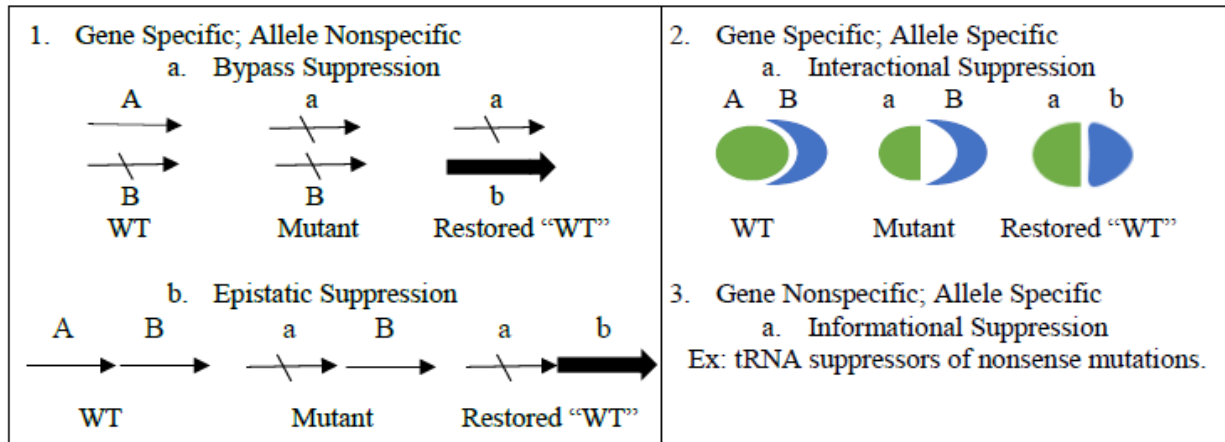 1. Gene Specific; Allele Nonspecific
a. Bypass Suppression
A a a
B B b
WT Mutant Restored “WT”
b. Epistatic Suppression
A B a B a b
WT Mutant Restored “WT”
2. Gene Specific; Allele Specific
a. Interactional Suppression
A B a B a b
WT Mutant Restored “WT”
3. Gene Nonspecific; Allele Specific
a. Informational Suppression
Ex: tRNA suppressors of nonsense mutations.